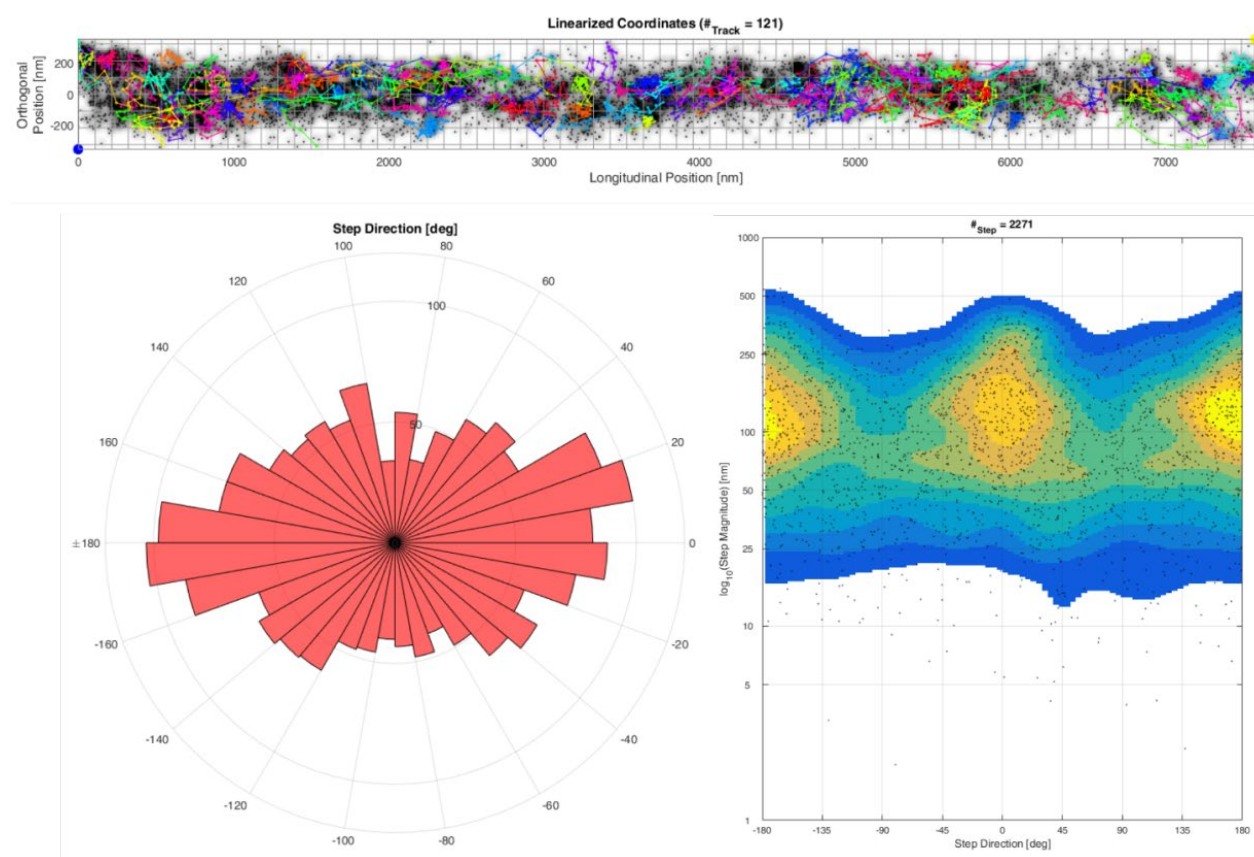 Linearized Coordinates (#Track = 121)
Orthogonal
Position [nm]
200
0
-200
0 1000 2000 3000 4000 5000 6000 7000
Longitudinal Position [nm]
Step Direction [deg]
100 80
120 60
100
140 40
50
160 20
±180 0
-160 -20
-140 -40
-120 -60
-100 -80
#Step = 2271
log10(Step Magnitude) [nm]
1000
500
250
100
50
25
10
5
1
-180 -135 -90 -45 0 45 90 135 180
Step Direction [deg]